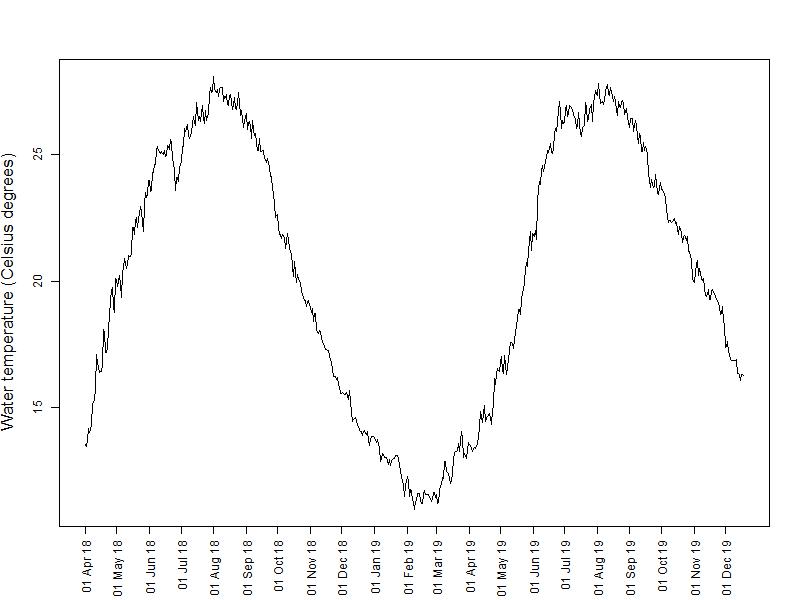 Water temperature (Celsius degrees)
25
20
15
01 Apr 18
01 May 18
01 Jun 18
01 Jul 18
01 Aug 18
01 Sep 18
01 Oct 18
01 Nov 18
01 Dec 18
01 Jan 19
01 Feb 19
01 Mar 19
01 Apr 19
01 May 19
01 Jun 19
01 Jul 19
01 Aug 19
01 Sep 19
01 Oct 19
01 Nov 19
01 Dec 19